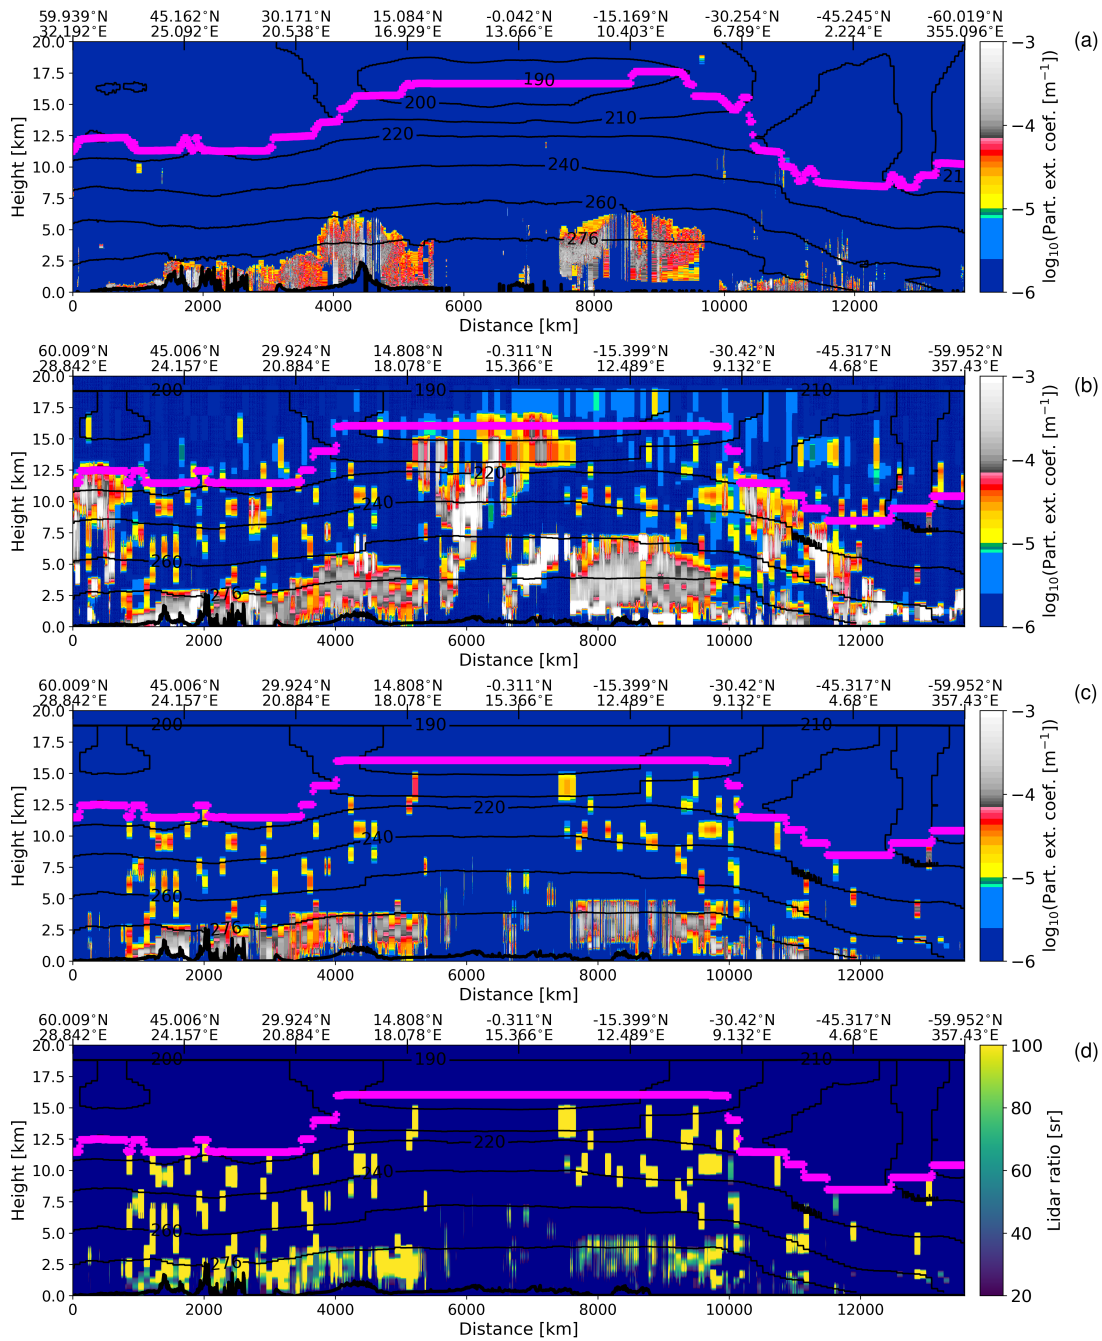 59.939°N 45.162°N 30.171°N 15.084°N -0.042°N -15.169°N -30.254°N -45.245°N -60.019°N
32.192°E 25.092°E 20.538°E 16.929°E 13.666°E 10.403°E 6.789°E 2.224°E 355.096°E
(a)
20.0
17.5
15.0
12.5
10.0
7.5
5.0
2.5
0.0
Height [km]
190
200
210
220
240
260
276
0 2000 4000 6000 8000 10000 12000
Distance [km]
−3
−4
−5
−6
log₁₀(Part. ext. coef. [m⁻¹])
60.009°N 45.006°N 29.924°N 14.808°N -0.311°N -15.399°N -30.42°N -45.317°N -59.952°N
28.842°E 24.157°E 20.884°E 18.078°E 15.366°E 12.489°E 9.132°E 4.68°E 357.43°E
(b)
20.0
17.5
15.0
12.5
10.0
7.5
5.0
2.5
0.0
Height [km]
200
190
210
220
240
260
276
0 2000 4000 6000 8000 10000 12000
Distance [km]
−3
−4
−5
−6
log₁₀(Part. ext. coef. [m⁻¹])
60.009°N 45.006°N 29.924°N 14.808°N -0.311°N -15.399°N -30.42°N -45.317°N -59.952°N
28.842°E 24.157°E 20.884°E 18.078°E 15.366°E 12.489°E 9.132°E 4.68°E 357.43°E
(c)
20.0
17.5
15.0
12.5
10.0
7.5
5.0
2.5
0.0
Height [km]
200
190
210
220
240
260
276
0 2000 4000 6000 8000 10000 12000
Distance [km]
−3
−4
−5
−6
log₁₀(Part. ext. coef. [m⁻¹])
60.009°N 45.006°N 29.924°N 14.808°N -0.311°N -15.399°N -30.42°N -45.317°N -59.952°N
28.842°E 24.157°E 20.884°E 18.078°E 15.366°E 12.489°E 9.132°E 4.68°E 357.43°E
(d)
20.0
17.5
15.0
12.5
10.0
7.5
5.0
2.5
0.0
Height [km]
200
190
210
220
240
260
276
0 2000 4000 6000 8000 10000 12000
Distance [km]
100
80
60
40
20
Lidar ratio [sr]